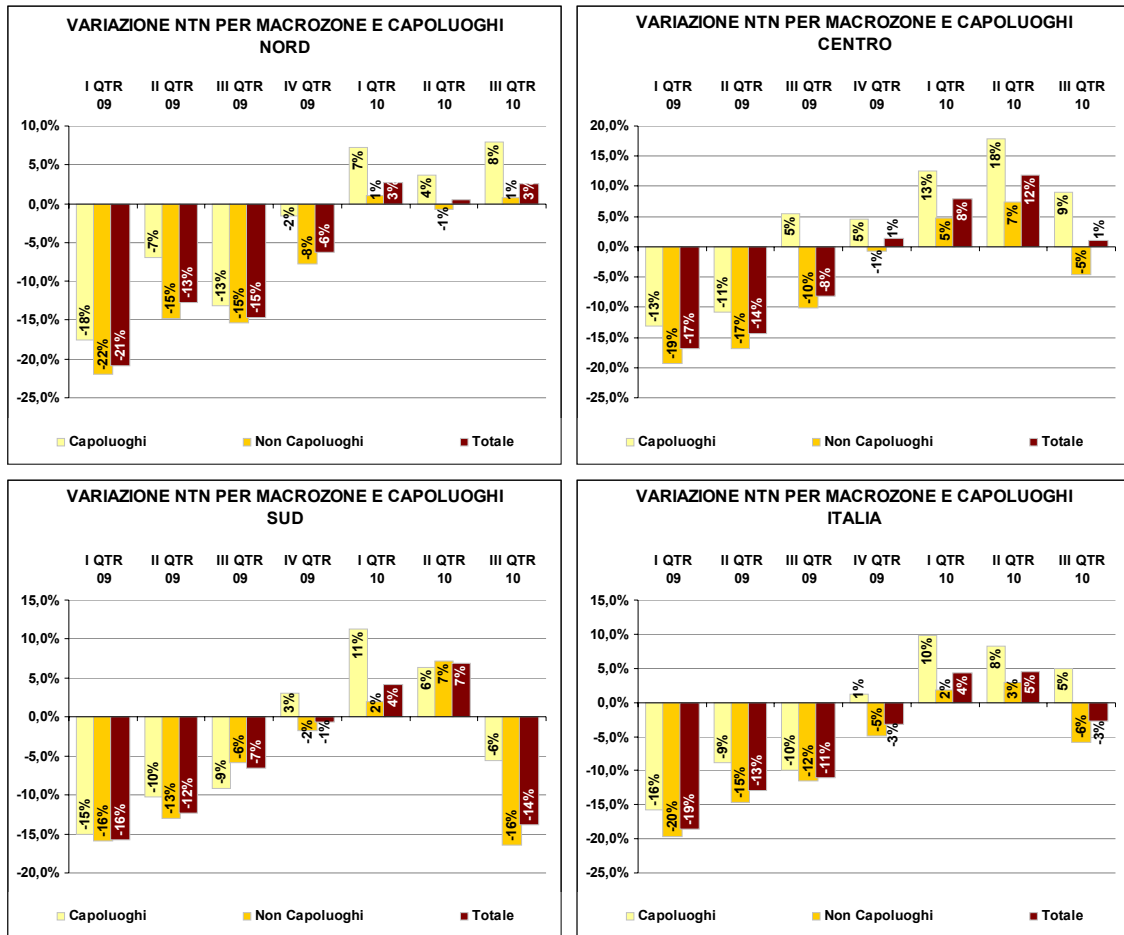 VARIAZIONE NTN PER MACROZONE E CAPOLUOGHI
NORD
I QTR II QTR III QTR IV QTR I QTR II QTR III QTR
09 09 09 09 10 10 10
10,0%
5,0%
0,0%
-5,0%
-10,0%
-15,0%
-20,0%
-25,0%
-18% -22% -21%
-7% -15% -13%
-13% -15% -15%
-2% -8% -6%
7% 1% 3%
4% -1%
8% 1% 3%
Capoluoghi Non Capoluoghi Totale
VARIAZIONE NTN PER MACROZONE E CAPOLUOGHI
CENTRO
I QTR II QTR III QTR IV QTR I QTR II QTR III QTR
09 09 09 09 10 10 10
20,0%
15,0%
10,0%
5,0%
0,0%
-5,0%
-10,0%
-15,0%
-20,0%
-25,0%
-13% -19% -17%
-11% -17% -14%
5% -10% -8%
5% -1% 1%
13% 5% 8%
18% 7% 12%
9% -5% 1%
Capoluoghi Non Capoluoghi Totale
VARIAZIONE NTN PER MACROZONE E CAPOLUOGHI
SUD
I QTR II QTR III QTR IV QTR I QTR II QTR III QTR
09 09 09 09 10 10 10
15,0%
10,0%
5,0%
0,0%
-5,0%
-10,0%
-15,0%
-20,0%
-15% -16% -16%
-10% -13% -12%
-9% -6% -7%
3% -2% -1%
11% 2% 4%
6% 7% 7%
-6% -16% -14%
Capoluoghi Non Capoluoghi Totale
VARIAZIONE NTN PER MACROZONE E CAPOLUOGHI
ITALIA
I QTR II QTR III QTR IV QTR I QTR II QTR III QTR
09 09 09 09 10 10 10
15,0%
10,0%
5,0%
0,0%
-5,0%
-10,0%
-15,0%
-20,0%
-25,0%
-16% -20% -19%
-9% -15% -13%
-10% -12% -11%
1% -5% -3%
10% 2% 4%
8% 3% 5%
5% -6% -3%
Capoluoghi Non Capoluoghi Totale